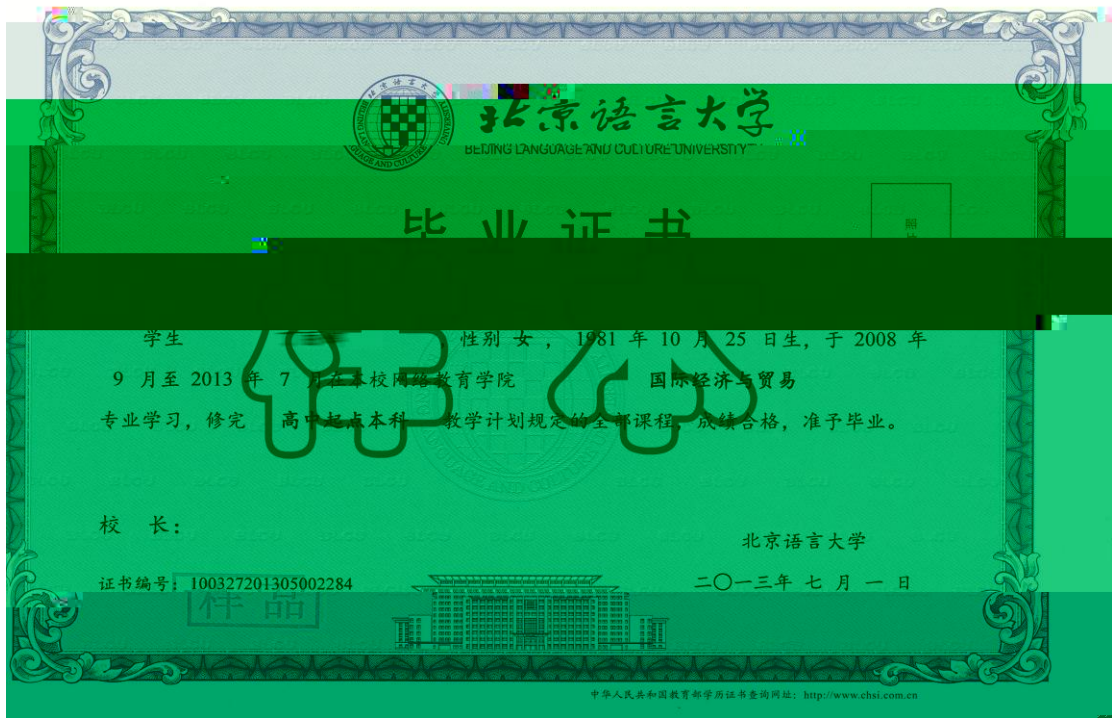 北京语言大学
BEIJING LANGUAGE AND CULTURE UNIVERSITY
毕业证书
学生 ,性别 女 , 1981 年 10 月 25 日生, 于 2008 年
9 月至 2013 年 7 月在本校网络教育学院 国际经济与贸易
专业学习, 修完 高中起点本科 教学计划规定的全部课程, 成绩合格, 准予毕业。
校 长:
北京语言大学
证书编号: 100327201305002284
二〇一三年 七 月 一 日
样 品
中华人民共和国教育部学历证书查询网址: http://www.chsi.com.cn